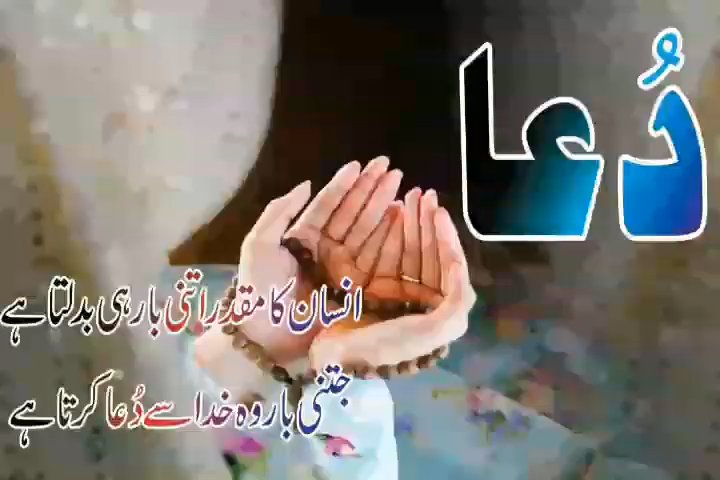 دُعا
انسان کا مقدر اتنی بار ہی بدلتا ہے
جتنی بار وہ خدا سے دُعا کرتا ہے